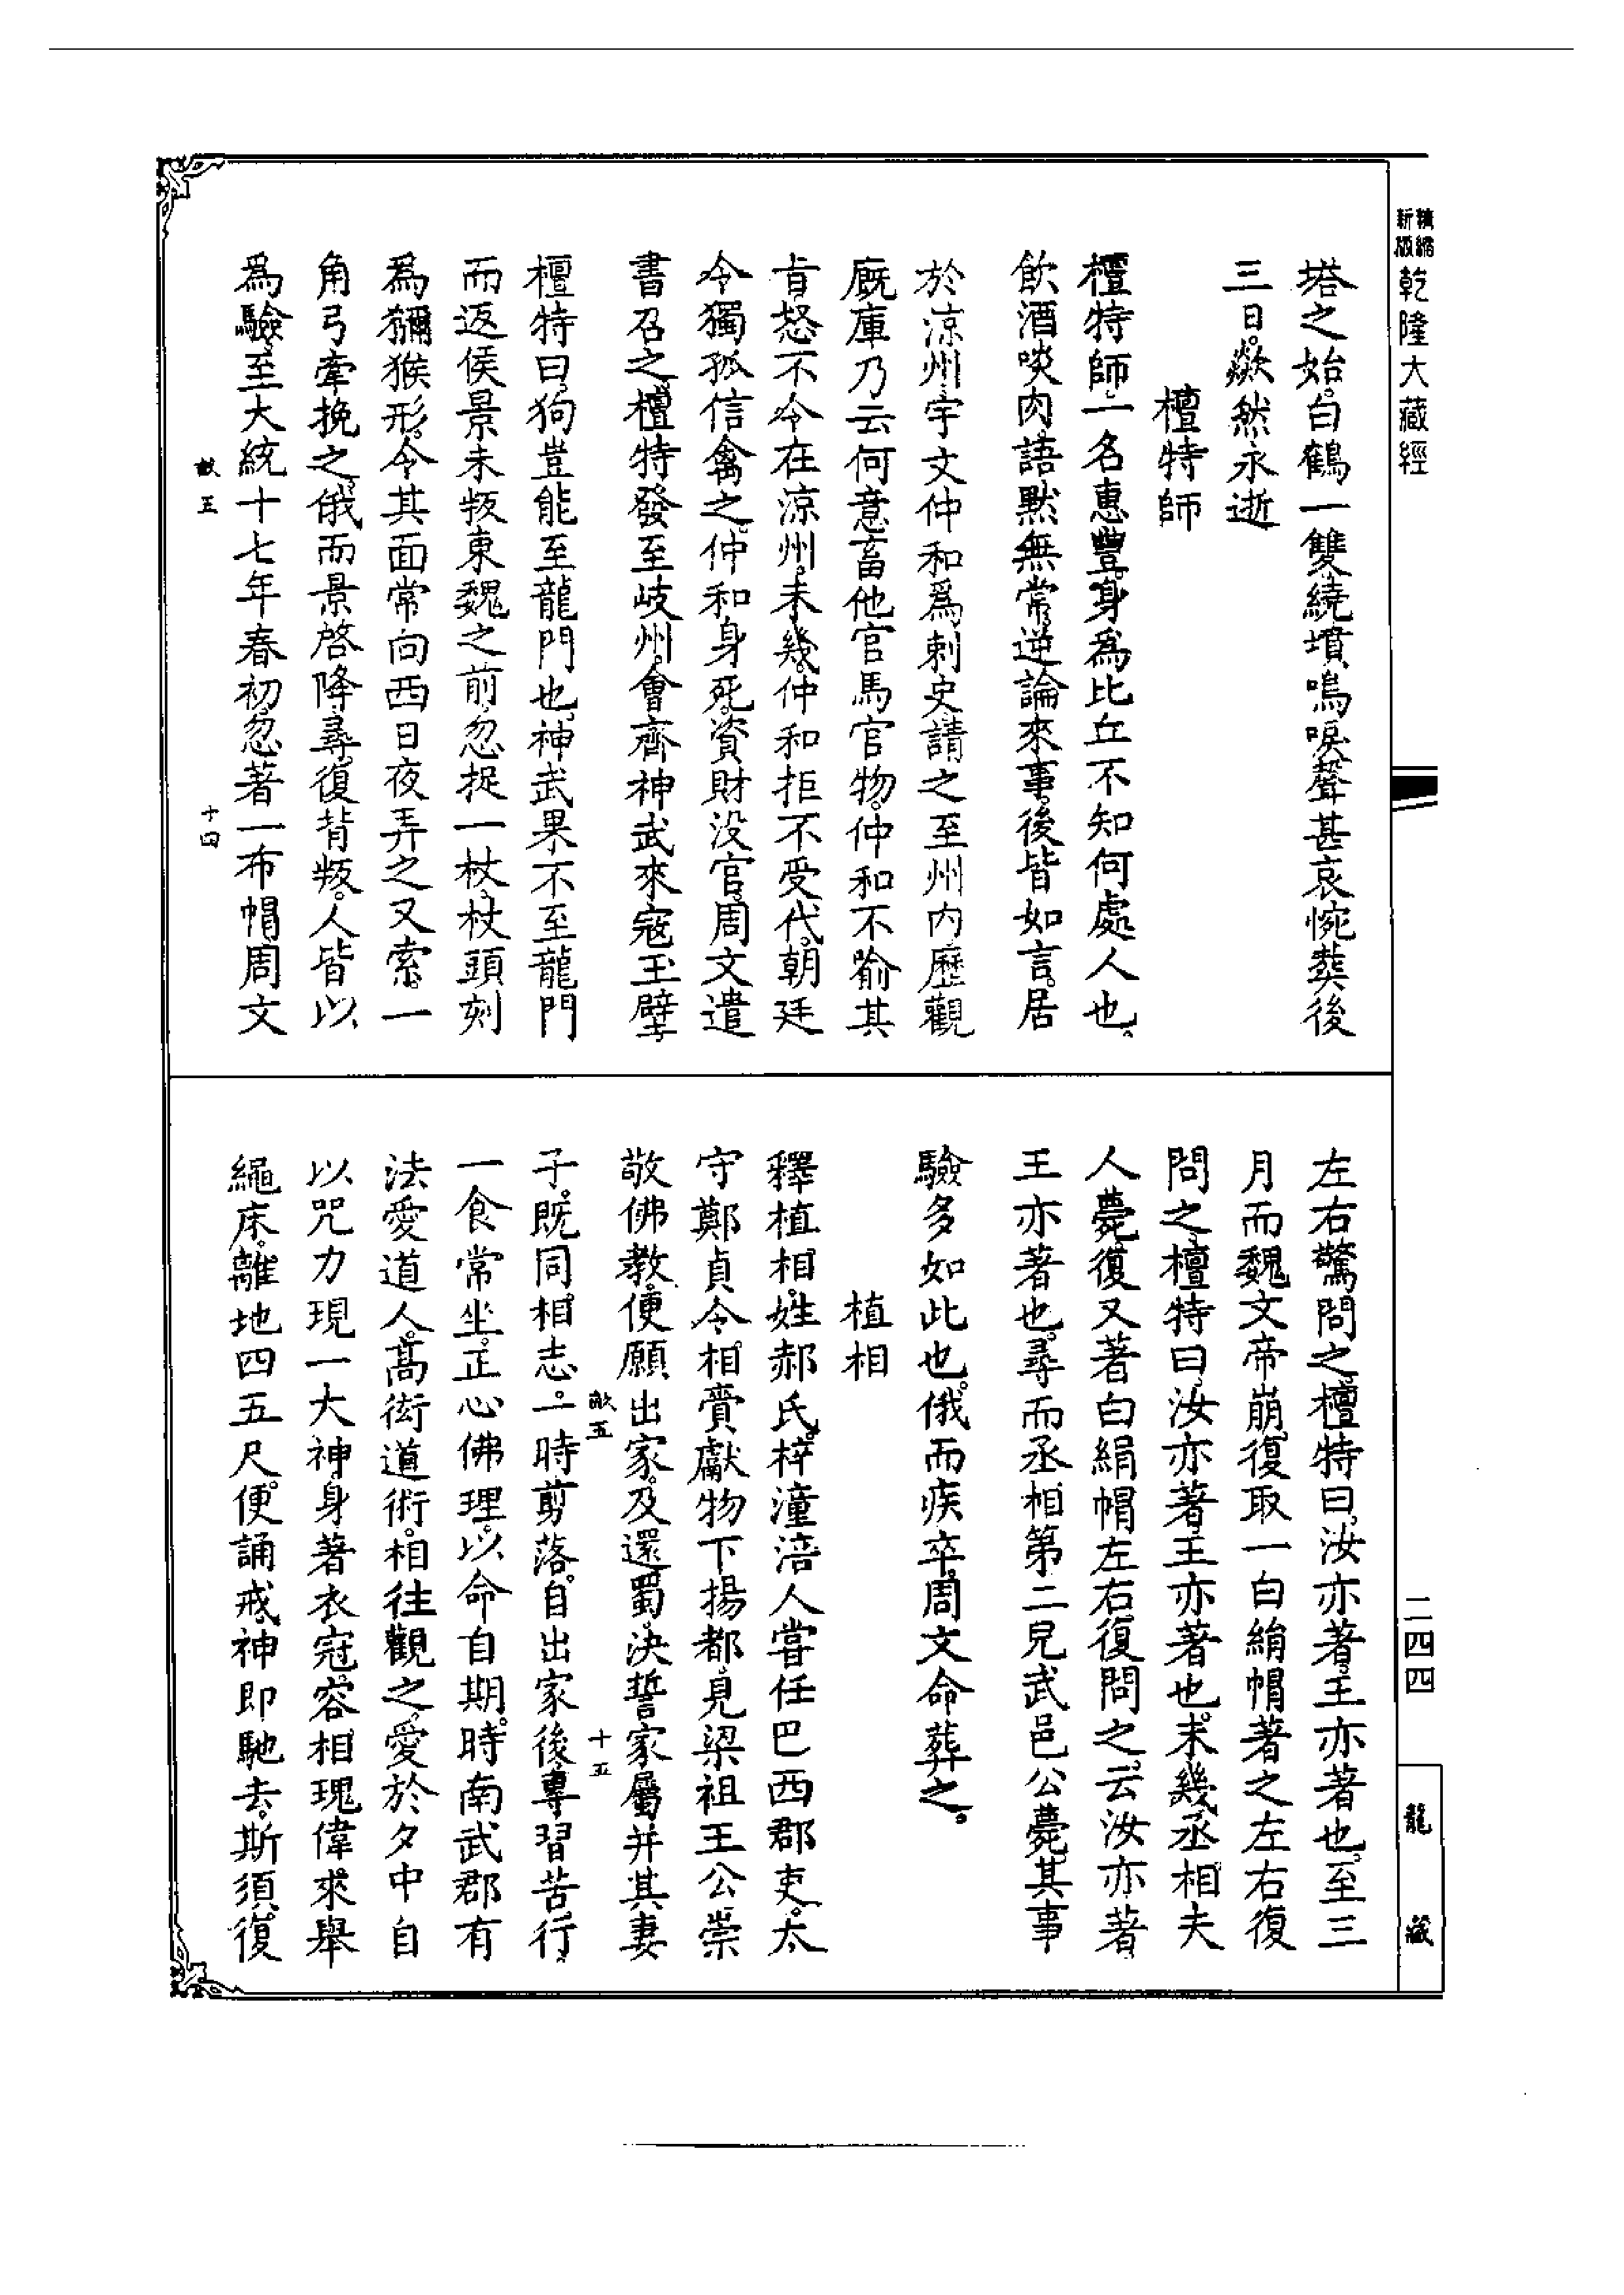 精縮新版 乾隆大藏經
塔之始。白鶴一雙。繞墳鳴唳。聲甚哀惋。葬後
三日。欻然永逝
檀特師
檀特師。一名惠豐。身為比丘。不知何處人也。
飲酒啖肉。語默無常。逆論來事。後皆如言。居
於涼州。宇文仲和為刺史。請之至州內。歷觀
厩庫。乃云何意畜他官馬官物。仲和不喻其
旨。怒不令在涼州。未幾。仲和拒不受代。朝廷
令獨孤信禽之。仲和身死。資財没官。周文遣
書召之。檀特發至岐州。會齊神武來寇玉壁。
檀特曰。狗豈能至龍門也。神武果不至龍門
而返。侯景未叛東魏之前。忽捉一杖。杖頭刻
為獼猴形。令其面常向西。日夜弄之。又索一
角弓。牽挽之。俄而景啓降。尋復背叛。人皆以
為驗。至大統十七年春初。忽著一布帽。周文
畝五 十四
左右驚問之。檀特曰。汝亦著。王亦著也。至三
月而魏文帝崩。復取一白絹帽著之。左右復
問之。檀特曰。汝亦著。王亦著也。未幾丞相夫
人薨。復又著白絹帽。左右復問之。云汝亦著。
王亦著也。尋而丞相第二兒武邑公薨。其事
驗多如此也。俄而疾卒。周文命葬之。
植相
釋植相。姓郝氏。梓潼涪人。嘗任巴西郡吏。太
守鄭貞令相賫獻物下揚都。見梁祖王公崇
敬佛教。便願出家。及還蜀。決誓家屬。并其妻
畝五 十五
子。既同相志。一時剪落。自出家後。專習苦行。
一食常坐。正心佛理。以命自期。時南武郡有
法愛道人。高衒道術。相往觀之。愛於夕中自
以咒力現一大神。身著衣冠。容相瑰偉。來舉
繩床。離地四五尺。便誦戒。神即馳去。斯須復
二四四
龍藏